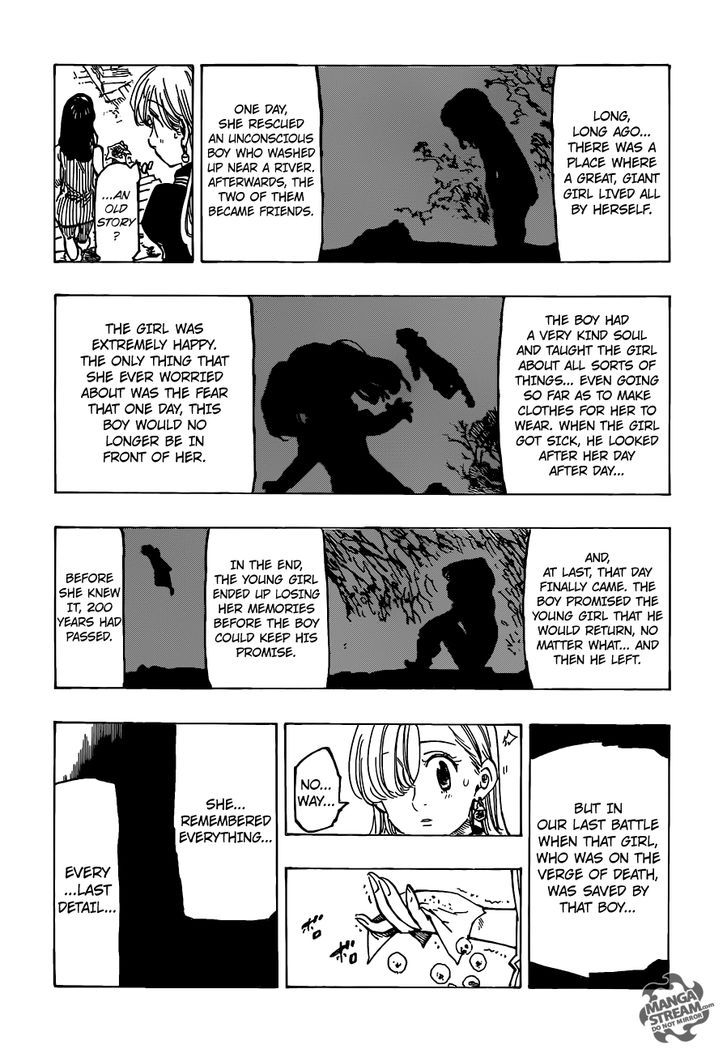 LONG,
LONG AGO...
THERE WAS A
PLACE WHERE
A GREAT, GIANT
GIRL LIVED ALL
BY HERSELF.
ONE DAY,
SHE RESCUED
AN UNCONSCIOUS
BOY WHO WASHED
UP NEAR A RIVER.
AFTERWARDS, THE
TWO OF THEM
BECAME FRIENDS.
...AN
OLD
STORY
?
THE BOY HAD
A VERY KIND SOUL
AND TAUGHT THE GIRL
ABOUT ALL SORTS OF
THINGS... EVEN GOING
SO FAR AS TO MAKE
CLOTHES FOR HER TO
WEAR. WHEN THE GIRL
GOT SICK, HE LOOKED
AFTER HER DAY
AFTER DAY...
THE GIRL WAS
EXTREMELY HAPPY.
THE ONLY THING THAT
SHE EVER WORRIED
ABOUT WAS THE FEAR
THAT ONE DAY, THIS
BOY WOULD NO
LONGER BE IN
FRONT OF HER.
AND,
AT LAST, THAT DAY
FINALLY CAME. THE
BOY PROMISED THE
YOUNG GIRL THAT HE
WOULD RETURN, NO
MATTER WHAT... AND
THEN HE LEFT.
IN THE END,
THE YOUNG GIRL
ENDED UP LOSING
HER MEMORIES
BEFORE THE BOY
COULD KEEP HIS
PROMISE.
BEFORE
SHE KNEW
IT, 200
YEARS HAD
PASSED.
BUT IN
OUR LAST BATTLE
WHEN THAT GIRL,
WHO WAS ON THE
VERGE OF DEATH,
WAS SAVED BY
THAT BOY...
NO...
WAY...
ボロ
ボロ
SHE...
REMEMBERED
EVERYTHING...
EVERY
...LAST
DETAIL...
MANGA
STREAM.com
DO NOT MIRROR